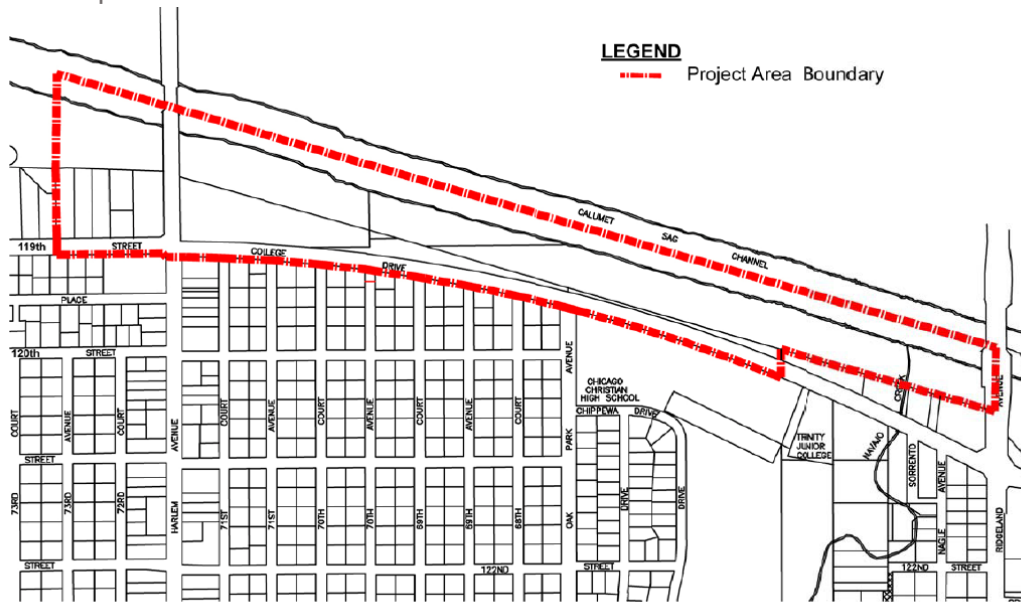 LEGEND
Project Area Boundary
CALUMET
SAG
CHANNEL
119th
STREET
COLLEGE
DRIVE
PLACE
120th
STREET
COURT
AVENUE
COURT
AVENUE
COURT
AVENUE
COURT
AVENUE
COURT
AVENUE
COURT
AVENUE
AVENUE
CREEK
CHICAGO
CHRISTIAN
HIGH SCHOOL
CHIPPEWA
DRIVE
PARK
TRINITY
JUNIOR
COLLEGE
NAVAJO
SORRENTO
AVENUE
STREET
73RD
73RD
72RD
HARLEM
71ST
71ST
70TH
70TH
69TH
69TH
68TH
OAK
DRIVE
DRIVE
NAGLE
RIDGELAND
STREET
122ND
STREET
122ND
STREET